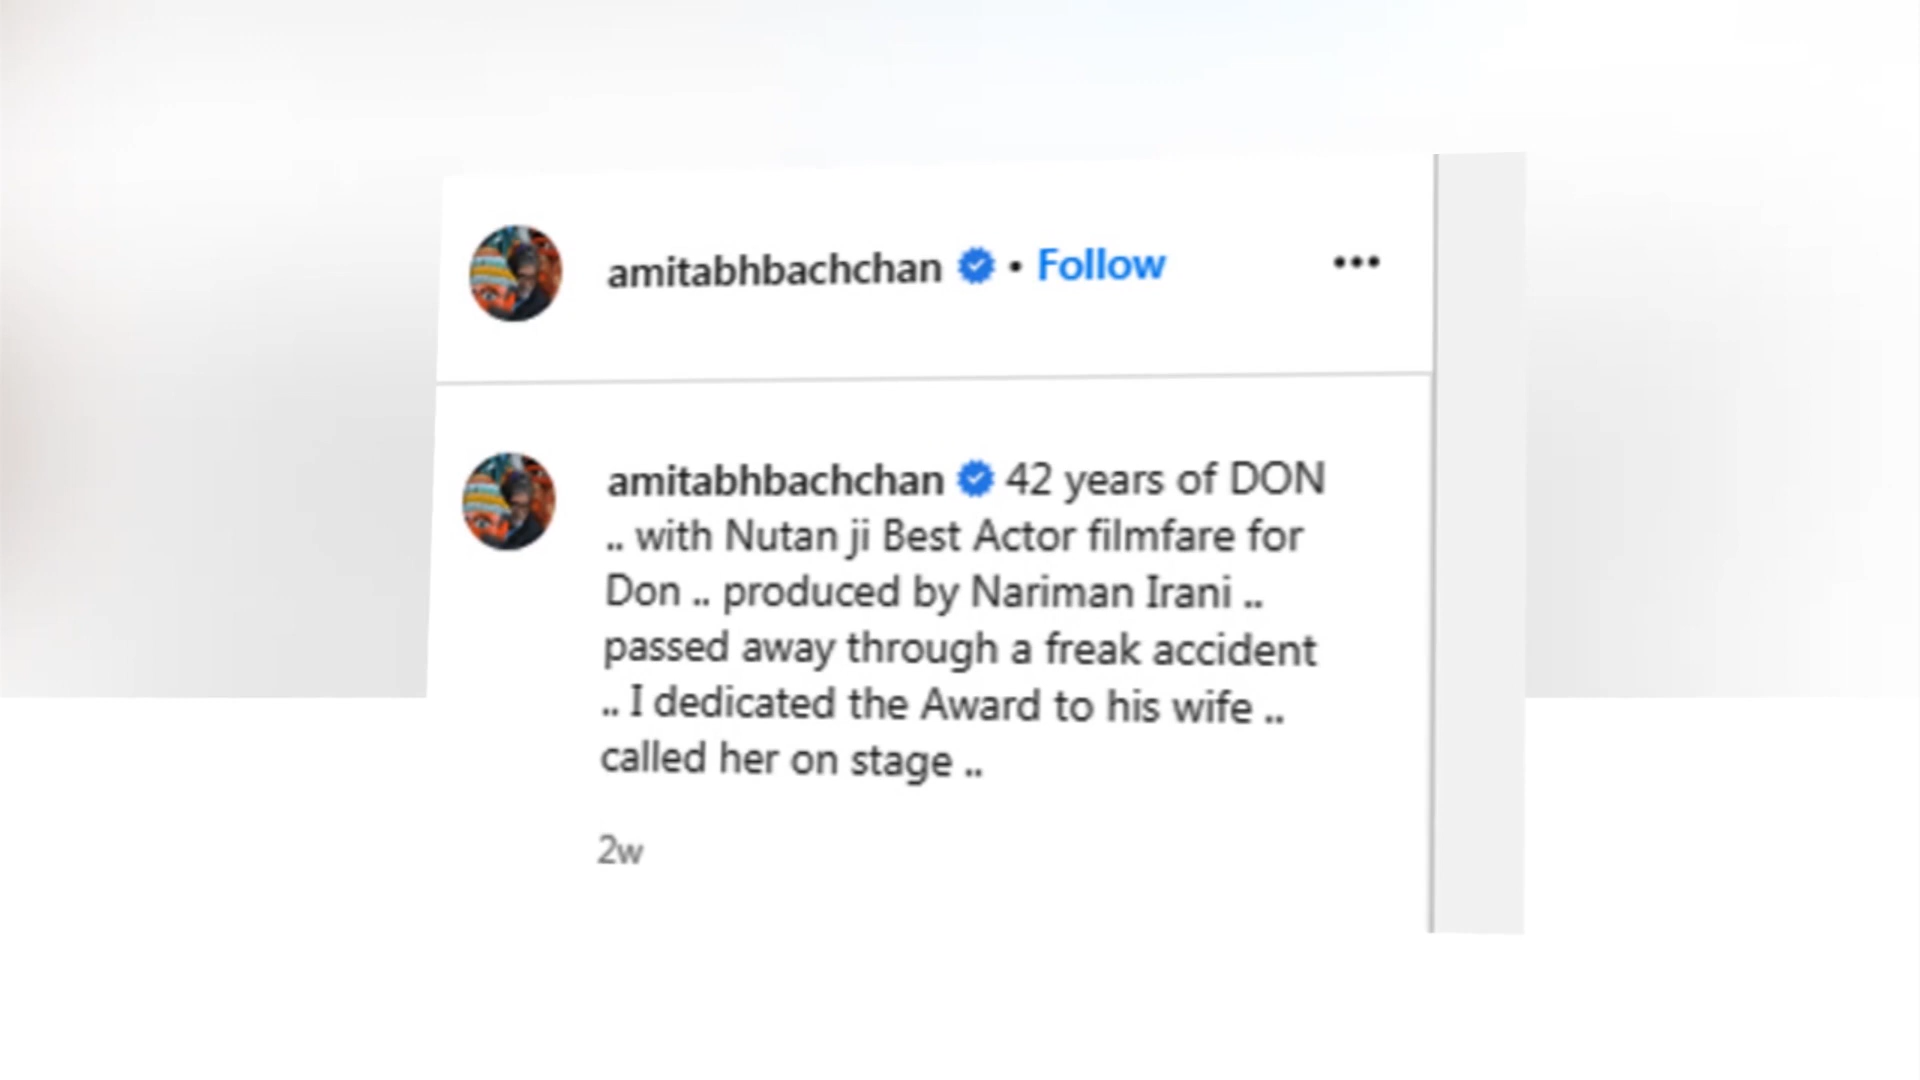 amitabhbachchan • Follow •••
amitabhbachchan 42 years of DON
.. with Nutan ji Best Actor filmfare for
Don .. produced by Nariman Irani ..
passed away through a freak accident
.. I dedicated the Award to his wife ..
called her on stage ..
2w